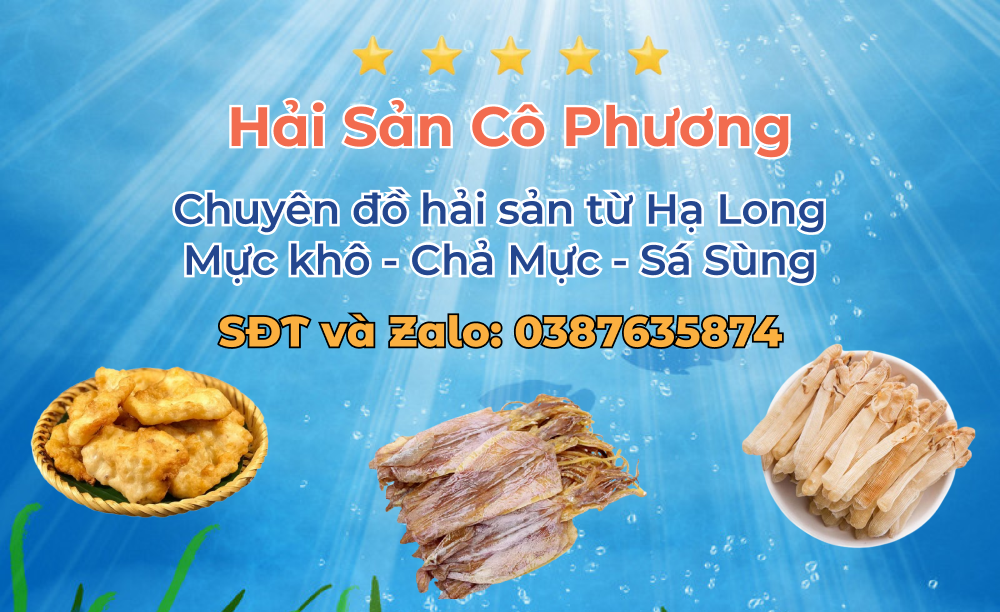 Hải Sản Cô Phương
Chuyên đồ hải sản từ Hạ Long
Mực khô - Chả Mực - Sá Sùng
SĐT và Zalo: 0387635874